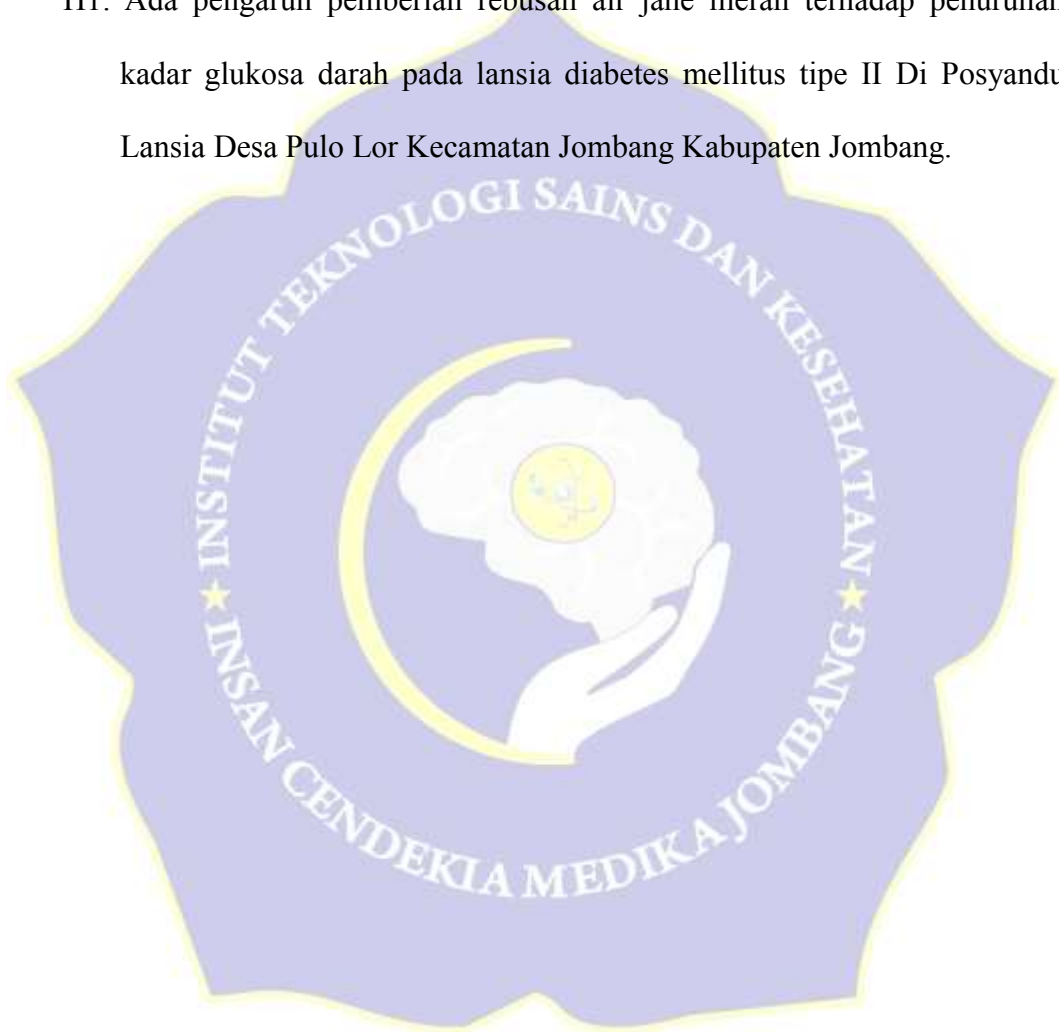 H1: Ada pengaruh pemberian rebusan air jahe merah terhadap penurunan
kadar glukosa darah pada lansia diabetes mellitus tipe II Di Posyandu
Lansia Desa Pulo Lor Kecamatan Jombang Kabupaten Jombang.
INSTITUT TEKNOLOGI SAINS DAN KESEHATAN
INSAN CENDEKIA MEDIKA JOMBANG